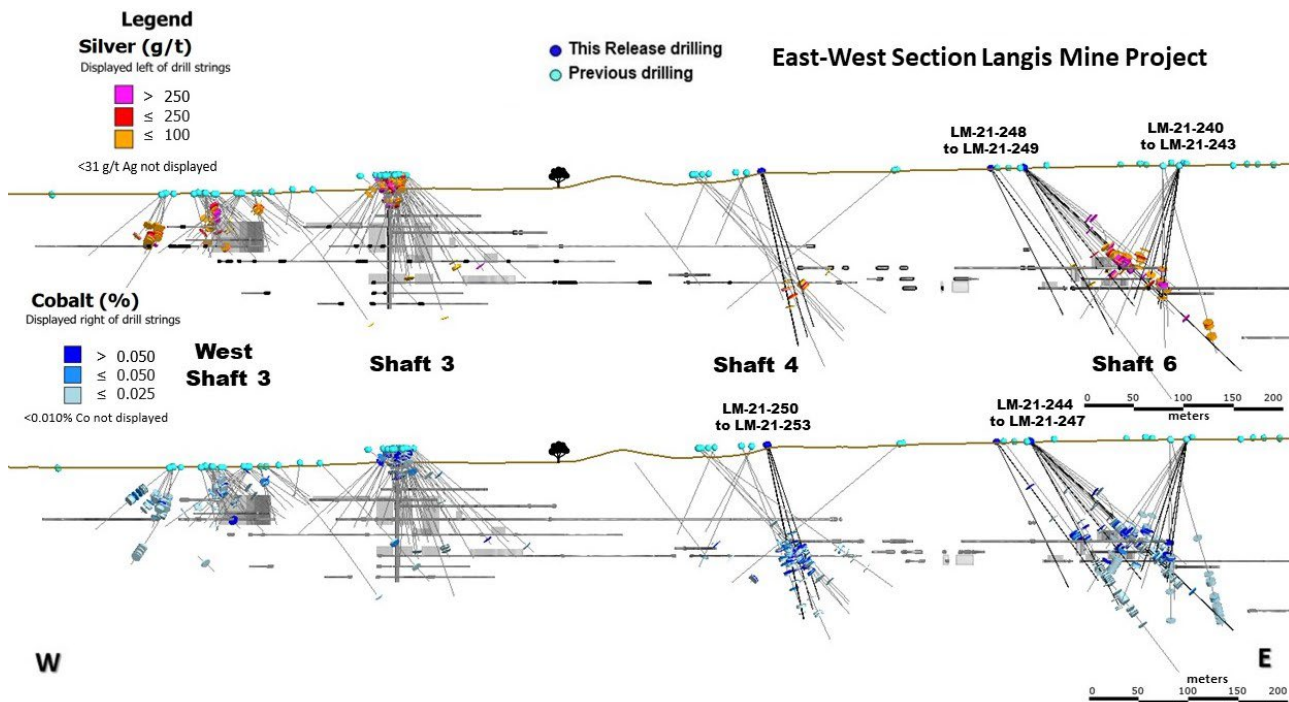 Legend
Silver (g/t)
Displayed left of drill strings
> 250
≤ 250
≤ 100
<31 g/t Ag not displayed
This Release drilling
Previous drilling
East-West Section Langis Mine Project
LM-21-248
to LM-21-249
LM-21-240
to LM-21-243
Cobalt (%)
Displayed right of drill strings
> 0.050
≤ 0.050
≤ 0.025
<0.010% Co not displayed
West
Shaft 3
Shaft 3
Shaft 4
Shaft 6
0 50 100 150 200
meters
LM-21-250
to LM-21-253
LM-21-244
to LM-21-247
W
E
meters
0 50 100 150 200